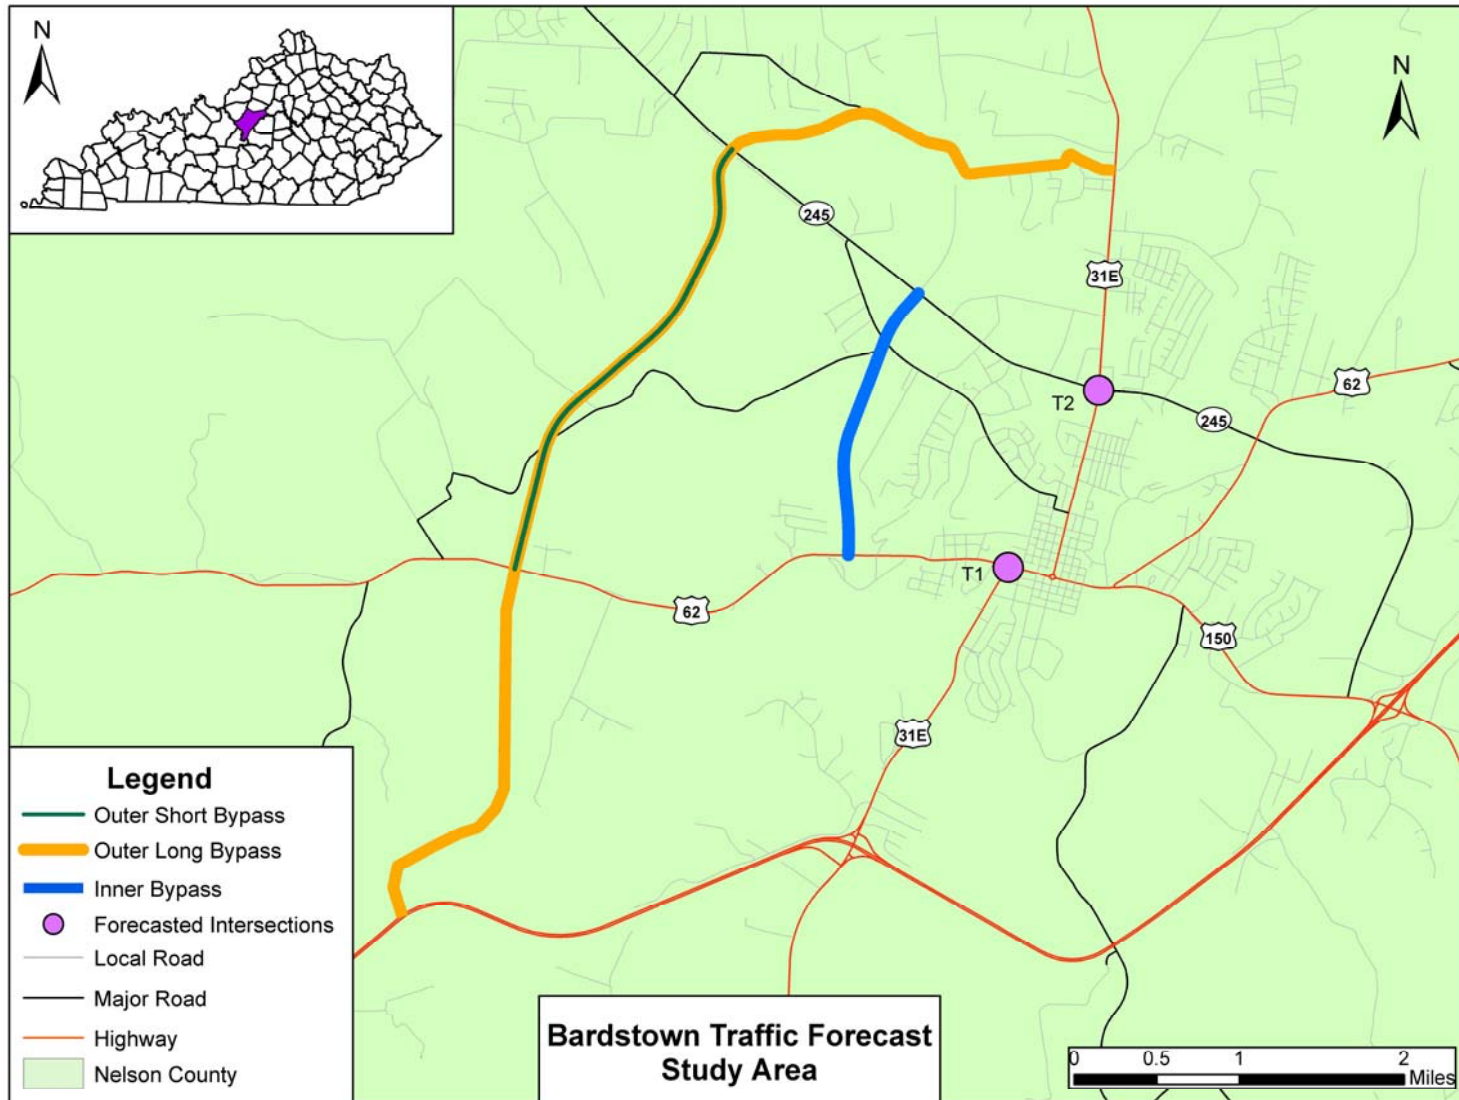 N
N
245
31E
62
T2
245
T1
62
150
31E
Legend
Outer Short Bypass
Outer Long Bypass
Inner Bypass
Forecasted Intersections
Local Road
Major Road
Highway
Nelson County
Bardstown Traffic Forecast
Study Area
0 0.5 1 2
Miles